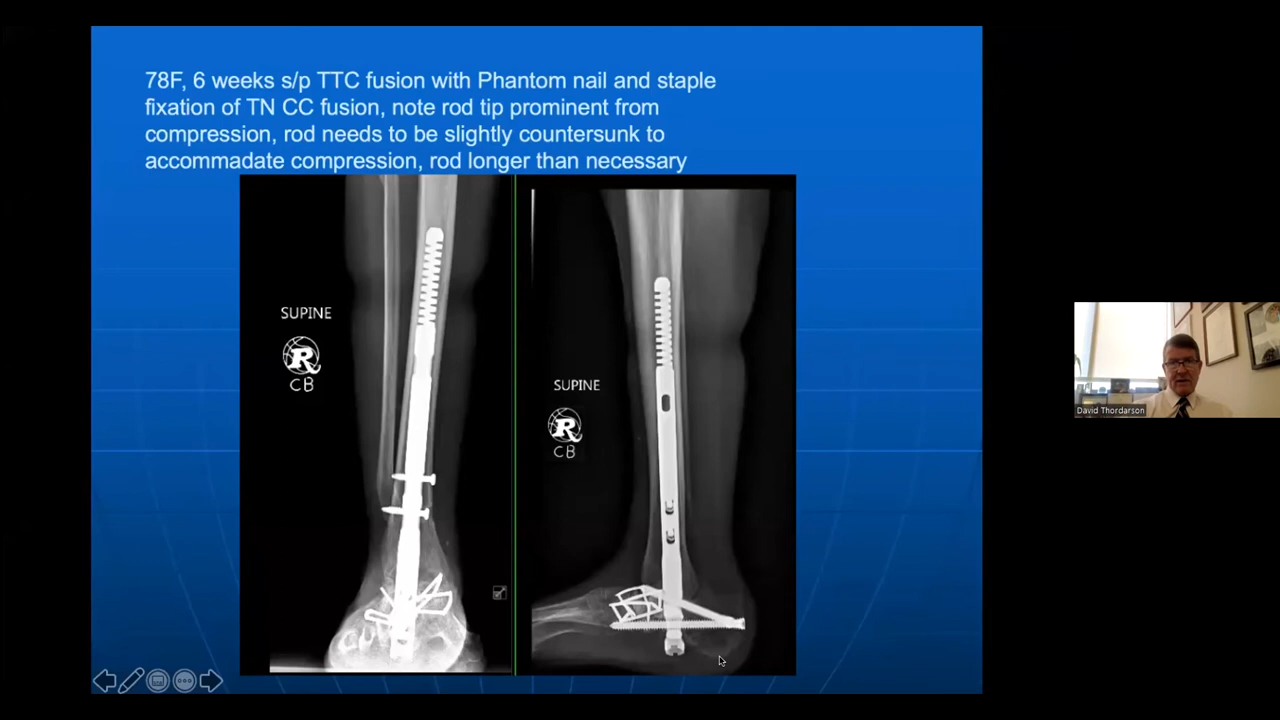 78F, 6 weeks s/p TTC fusion with Phantom nail and staple
fixation of TN CC fusion, note rod tip prominent from
compression, rod needs to be slightly countersunk to
accommadate compression, rod longer than necessary
SUPINE
R
CB
SUPINE
R
CB
David Thordarson